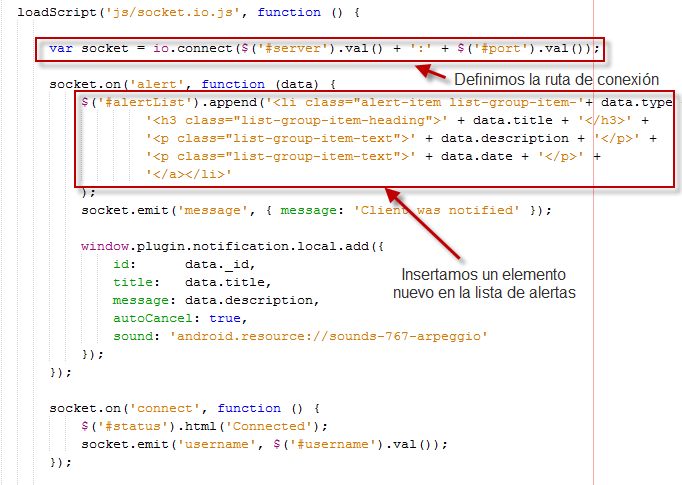 loadScript('js/socket.io.js', function () {
var socket = io.connect($('#server').val() + ':' + $('#port').val());
Definimos la ruta de conexión
socket.on('alert', function (data) {
$('#alertList').append('<li class="alert-item list-group-item-'+ data.type
'<h3 class="list-group-item-heading">' + data.title + '</h3>' +
'<p class="list-group-item-text">' + data.description + '</p>' +
'<p class="list-group-item-text">' + data.date + '</p>' +
'</a></li>'
);
socket.emit('message', { message: 'Client was notified' });
window.plugin.notification.local.add({
id: data._id,
title: data.title,
message: data.description,
autoCancel: true,
sound: 'android.resource://sounds-767-arpeggio'
});
Insertamos un elemento
nuevo en la lista de alertas
});
socket.on('connect', function () {
$('#status').html('Connected');
socket.emit('username', $('#username').val());
});